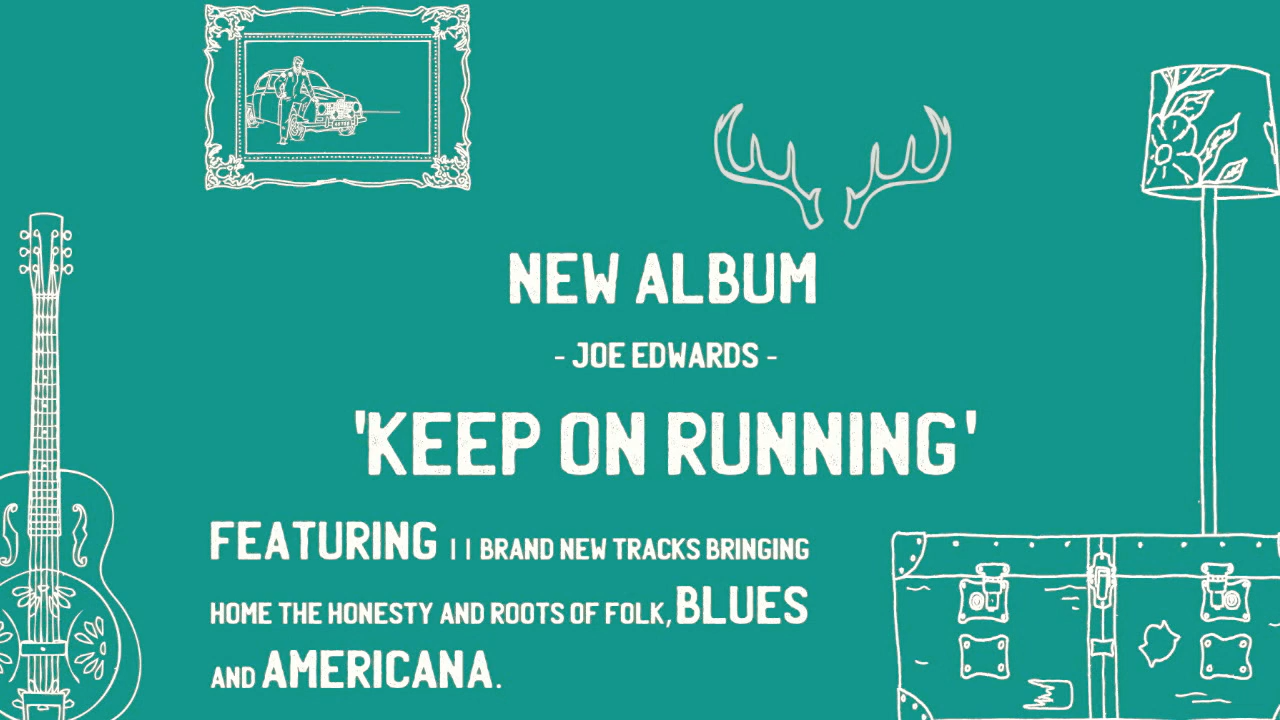 NEW ALBUM
- JOE EDWARDS -
'KEEP ON RUNNING'
FEATURING 11 BRAND NEW TRACKS BRINGING
HOME THE HONESTY AND ROOTS OF FOLK, BLUES
AND AMERICANA.